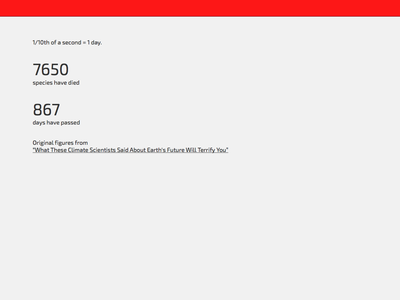 1/10th of a second = 1 day.
7650
species have died
867
days have passed
Original figures from
"What These Climate Scientists Said About Earth's Future Will Terrify You"